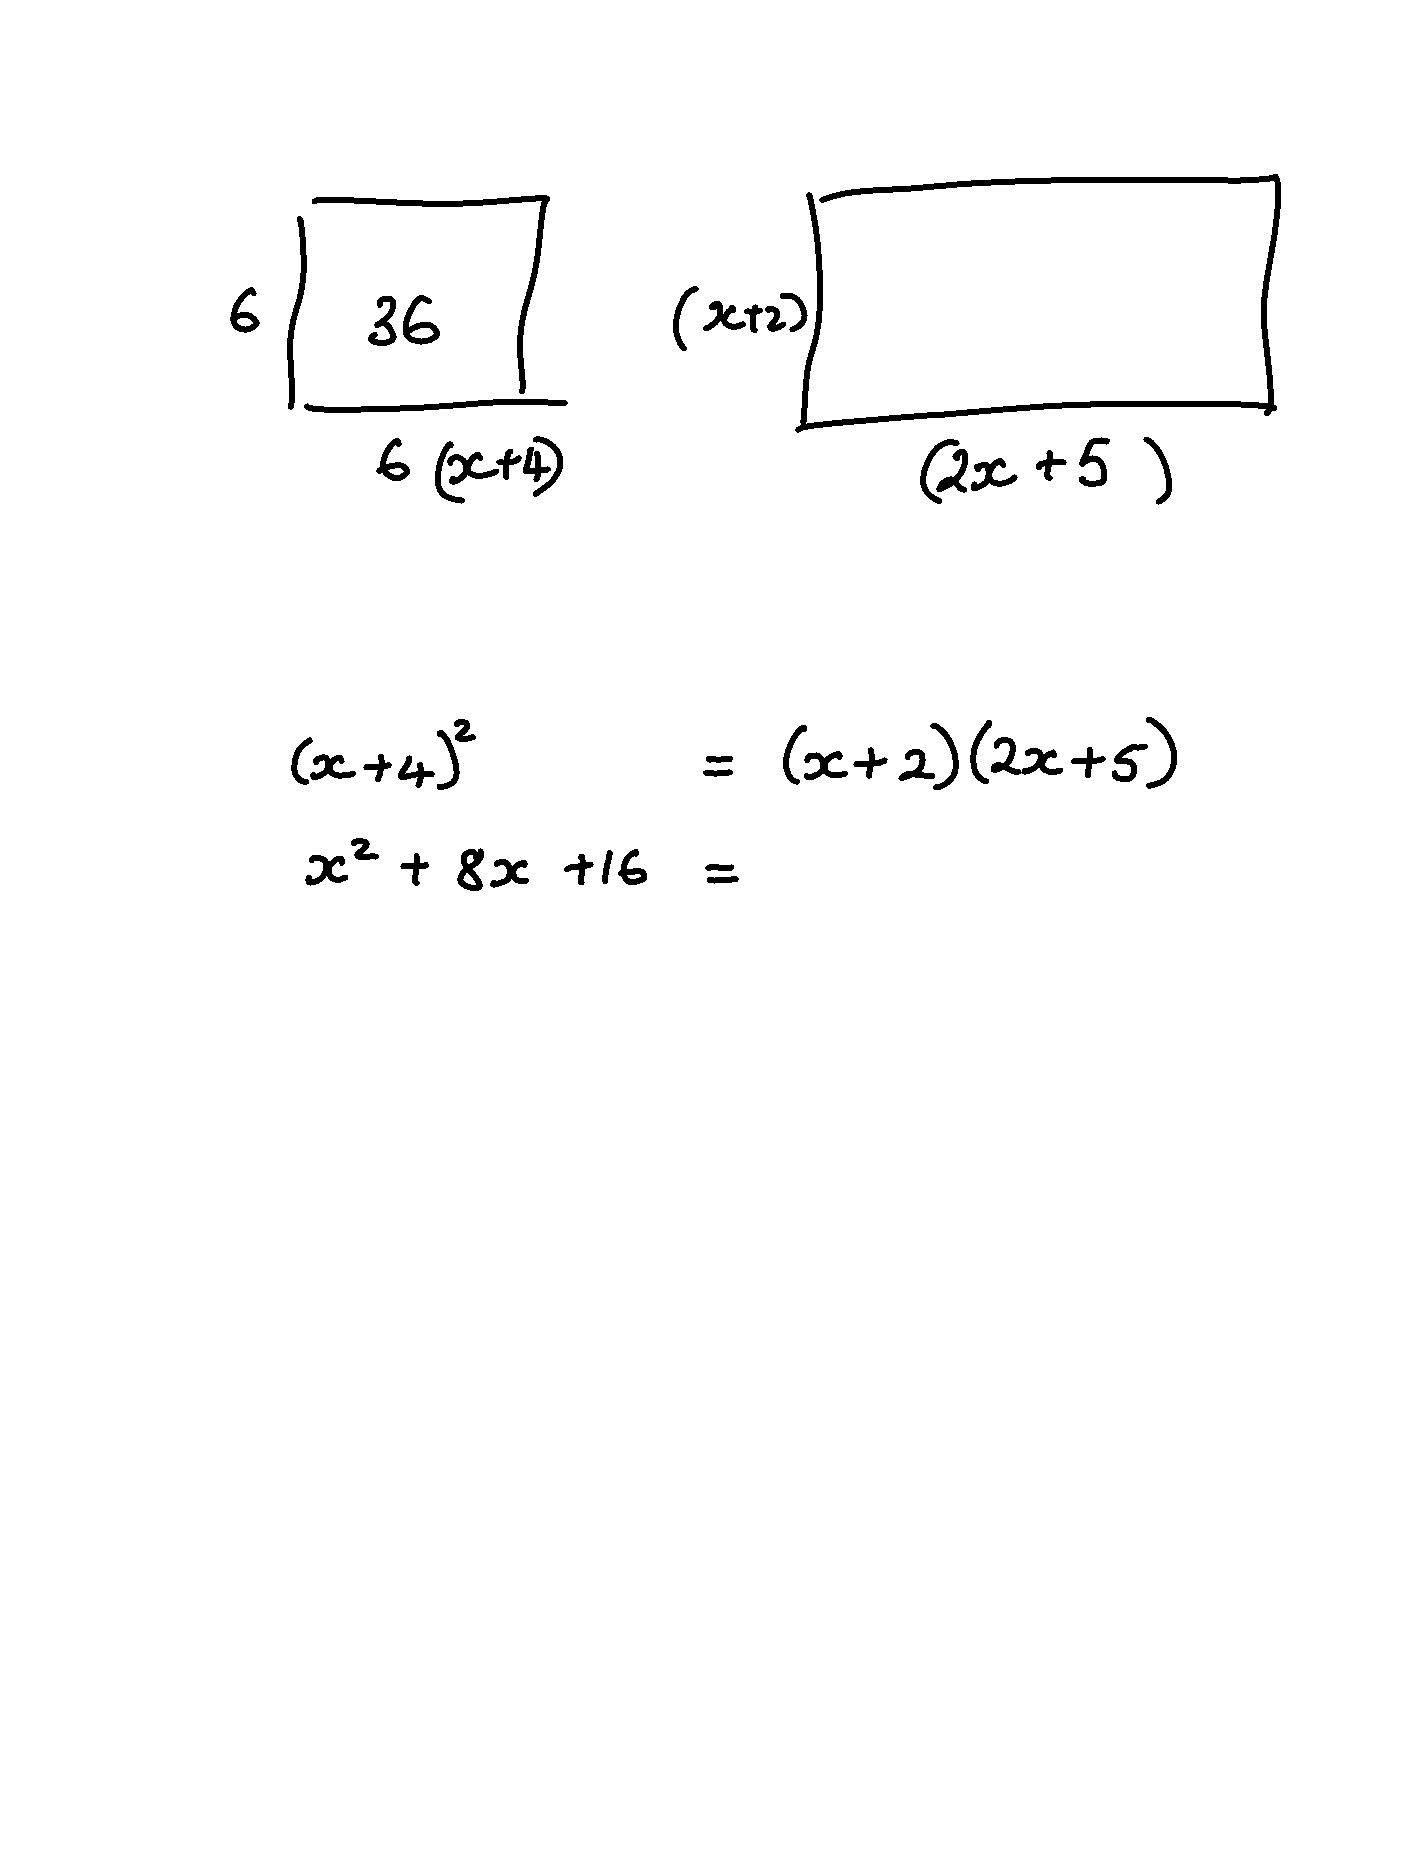 36
6
(x+2)
6 (x+4)
(2x + 5 )
(x+4)² = (x+2)(2x+5)
x² + 8x +16 =